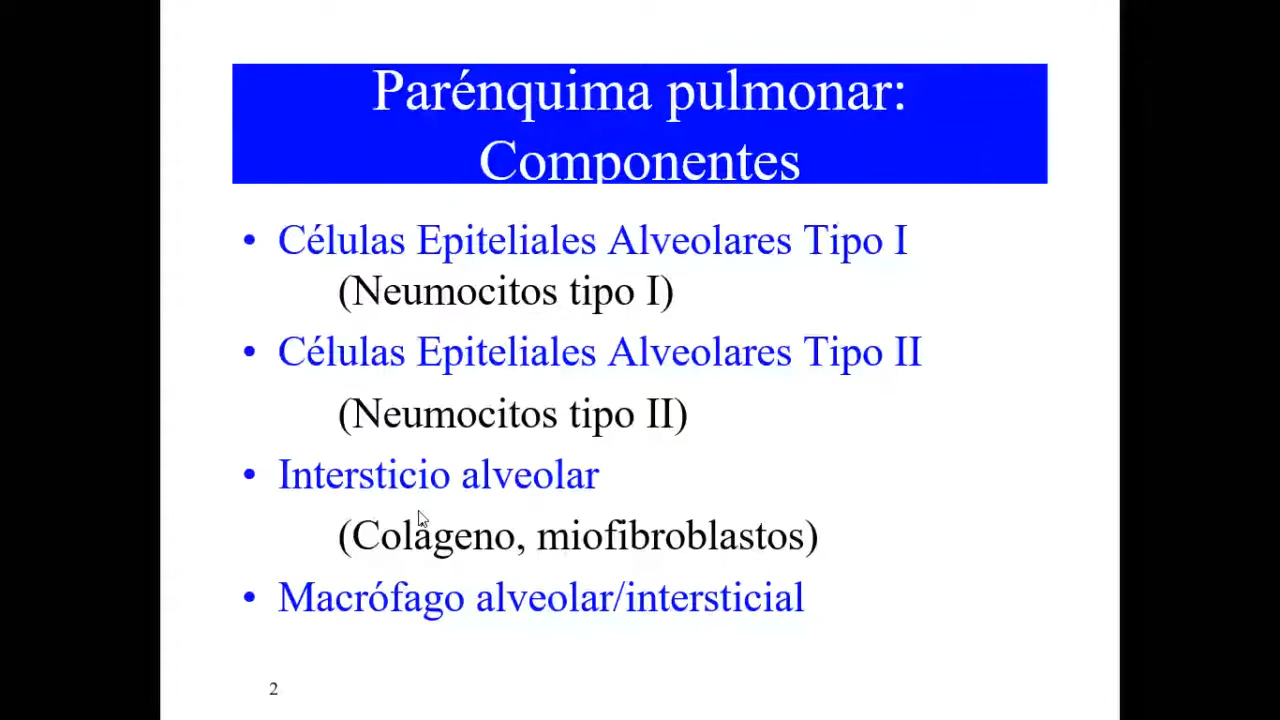 Parénquima pulmonar:
Componentes
• Células Epiteliales Alveolares Tipo I
(Neumocitos tipo I)
• Células Epiteliales Alveolares Tipo II
(Neumocitos tipo II)
• Intersticio alveolar
(Colágeno, miofibroblastos)
• Macrófago alveolar/intersticial
2